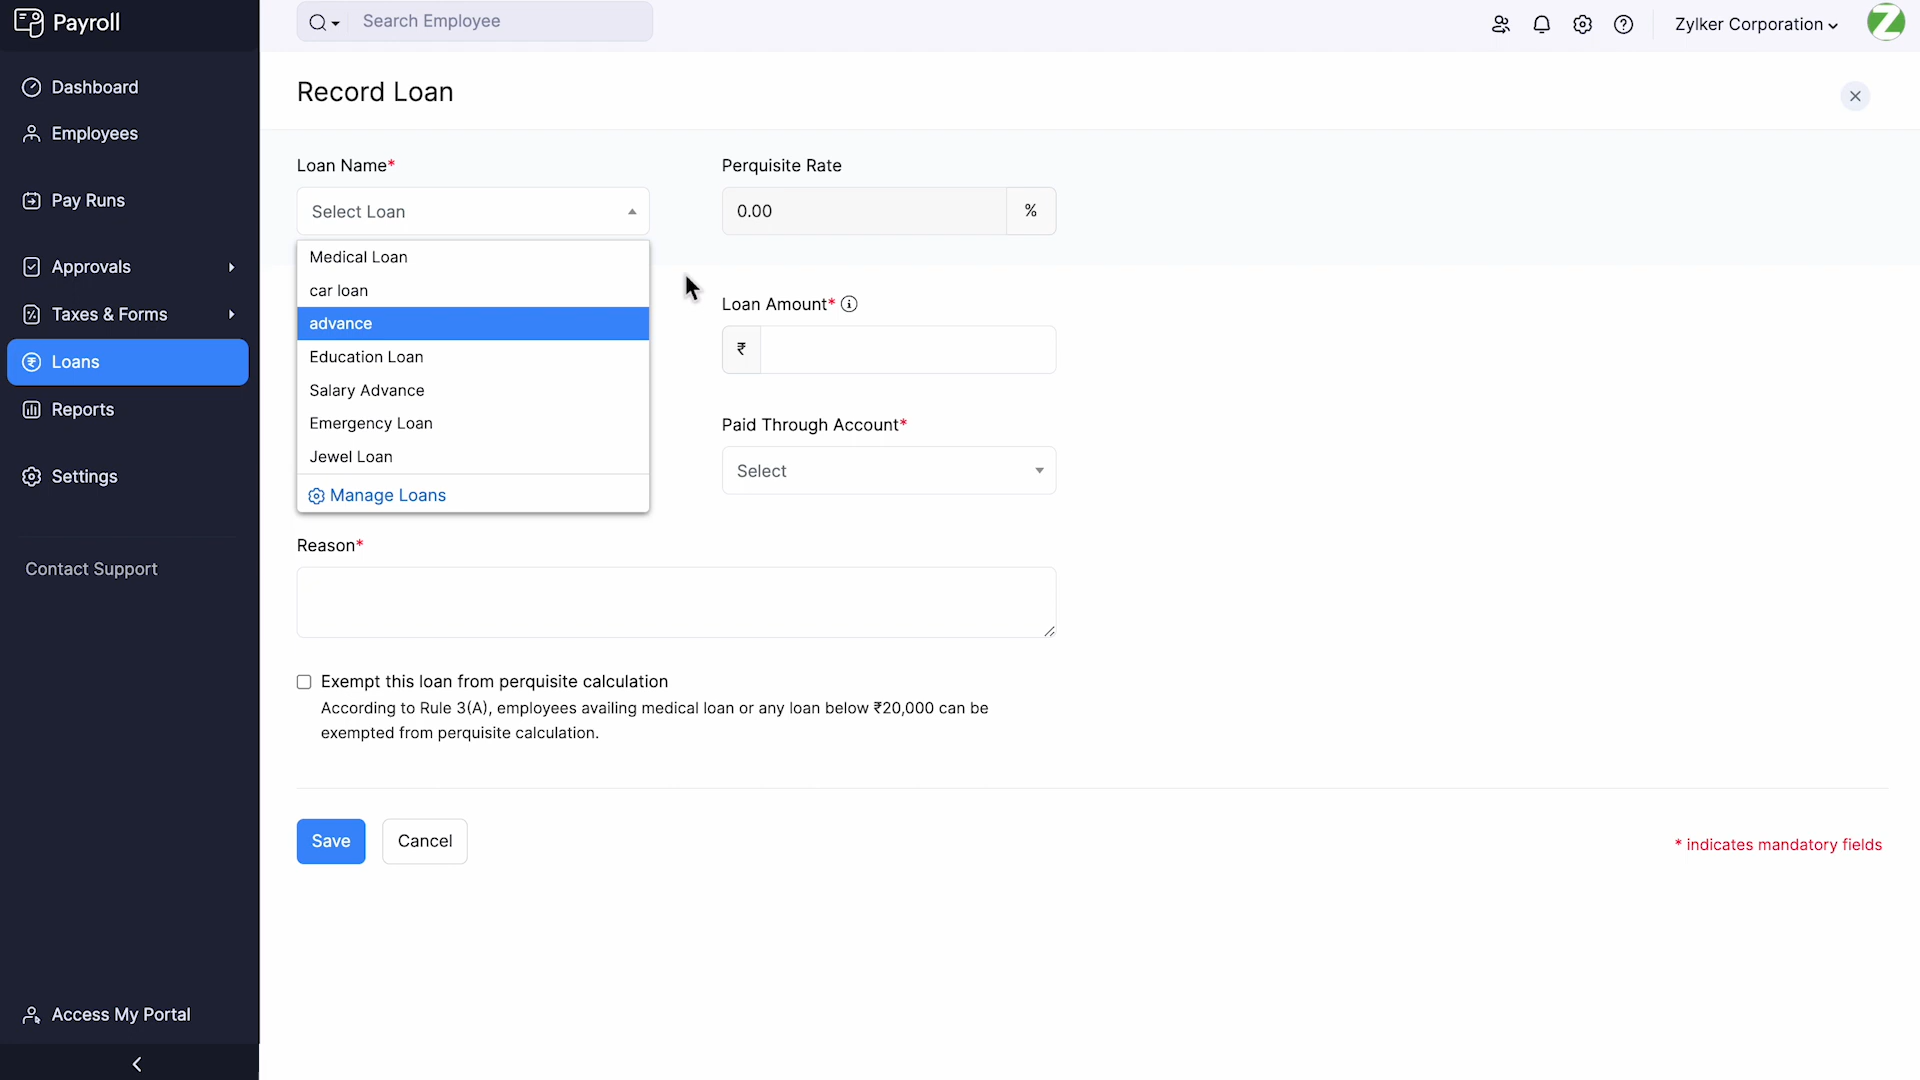 Payroll
Search Employee
Zylker Corporation
Dashboard
Employees
Pay Runs
Approvals
Taxes & Forms
Loans
Reports
Settings
Contact Support
Access My Portal
Record Loan
Loan Name*
Perquisite Rate
Select Loan
0.00
%
Medical Loan
car loan
advance
Education Loan
Salary Advance
Emergency Loan
Jewel Loan
Manage Loans
Loan Amount*
₹
Paid Through Account*
Select
Reason*
Exempt this loan from perquisite calculation
According to Rule 3(A), employees availing medical loan or any loan below ₹20,000 can be
exempted from perquisite calculation.
Save
Cancel
* indicates mandatory fields